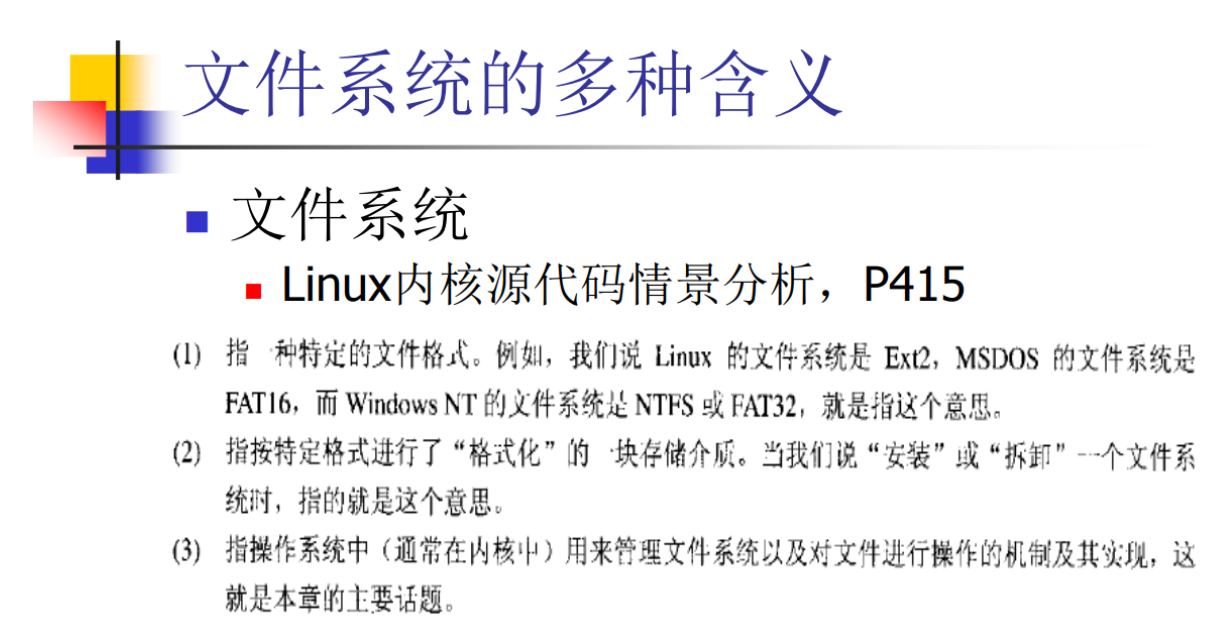 文件系统的多种含义
文件系统
Linux内核源代码情景分析，P415
(1) 指一种特定的文件格式。例如，我们说 Linux 的文件系统是 Ext2，MSDOS 的文件系统是
FAT16，而 Windows NT 的文件系统是 NTFS 或 FAT32，就是指这个意思。
(2) 指按特定格式进行了“格式化”的一块存储介质。当我们说“安装”或“拆卸”一个文件系
统时，指的就是这个意思。
(3) 指操作系统中（通常在内核中）用来管理文件系统以及对文件进行操作的机制及其实现，这
就是本章的主要话题。